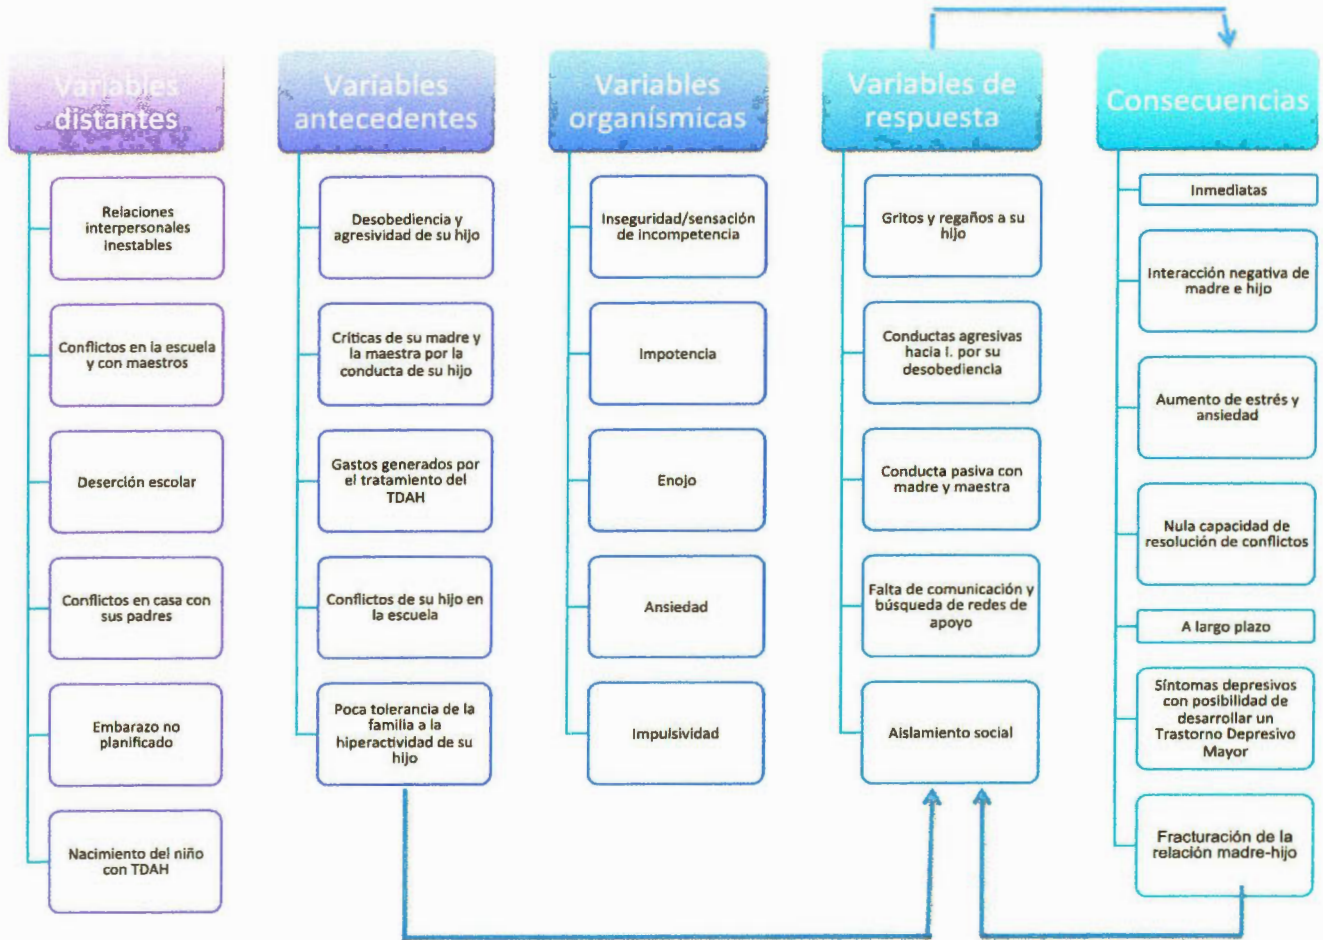 Variables
distantes
Relaciones
interpersonales
inestables
Conflictos en la escuela
y con maestros
Deserción escolar
Conflictos en casa con
sus padres
Embarazo no
planificado
Nacimiento del niño
con TDAH
Variables
antecedentes
Desobediencia y
agresividad de su hijo
Críticas de su madre y
la maestra por la
conducta de su hijo
Gastos generados por
el tratamiento del
TDAH
Conflictos de su hijo en
la escuela
Poca tolerancia de la
familia a la
hiperactividad de su
hijo
Variables
organísmicas
Inseguridad/sensación
de incompetencia
Impotencia
Enojo
Ansiedad
Impulsividad
Variables de
respuesta
Gritos y regaños a su
hijo
Conductas agresivas
hacia I. por su
desobediencia
Conducta pasiva con
madre y maestra
Falta de comunicación y
búsqueda de redes de
apoyo
Aislamiento social
Consecuencias
Inmediatas
Interacción negativa de
madre e hijo
Aumento de estrés y
ansiedad
Nula capacidad de
resolución de conflictos
A largo plazo
Síntomas depresivos
con posibilidad de
desarrollar un
Trastorno Depresivo
Mayor
Fracturación de la
relación madre-hijo